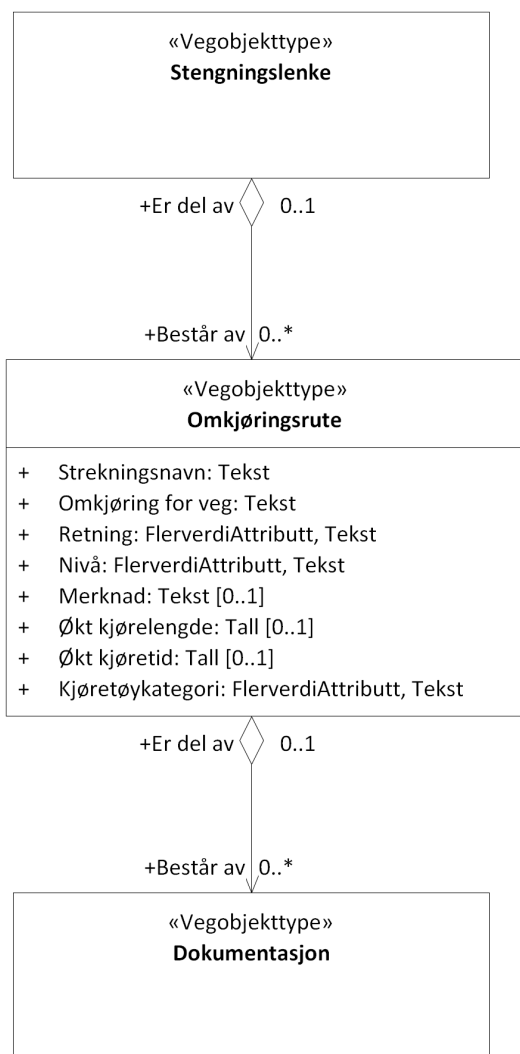 «Vegobjekttype»
Stengningslenke
+Er del av 0..1
+Består av 0..*
«Vegobjekttype»
Omkjøringsrute
+ Strekningsnavn: Tekst
+ Omkjøring for veg: Tekst
+ Retning: FlerverdiAttributt, Tekst
+ Nivå: FlerverdiAttributt, Tekst
+ Merknad: Tekst [0..1]
+ Økt kjørelengde: Tall [0..1]
+ Økt kjøretid: Tall [0..1]
+ Kjøretøykategori: FlerverdiAttributt, Tekst
+Er del av 0..1
+Består av 0..*
«Vegobjekttype»
Dokumentasjon